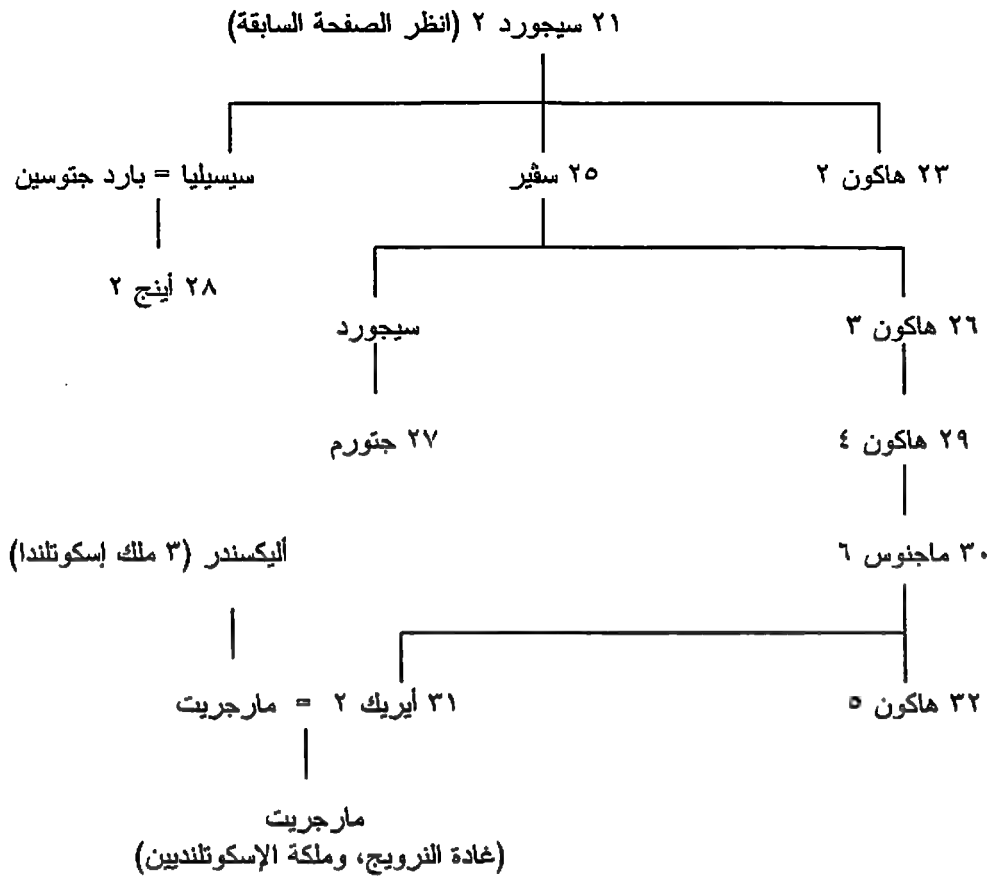 ٢١ سيجورد ٢ (انظر الصفحة السابقة)
٢٣ هاكون ٢
٢٥ سڤير
سيسيليا = بارد جتوسين
٢٨ أينج ٢
٢٦ هاكون ٣
سيجورد
٢٩ هاكون ٤
٢٧ جتورم
٣٠ ماجنوس ٦
أليكسندر (٣ ملك إسكوتلندا)
٣٢ هاكون ٥
٣١ أيريك ٢ = مارجريت
مارجريت
(غادة النرويج، وملكة الإسكوتلنديين)